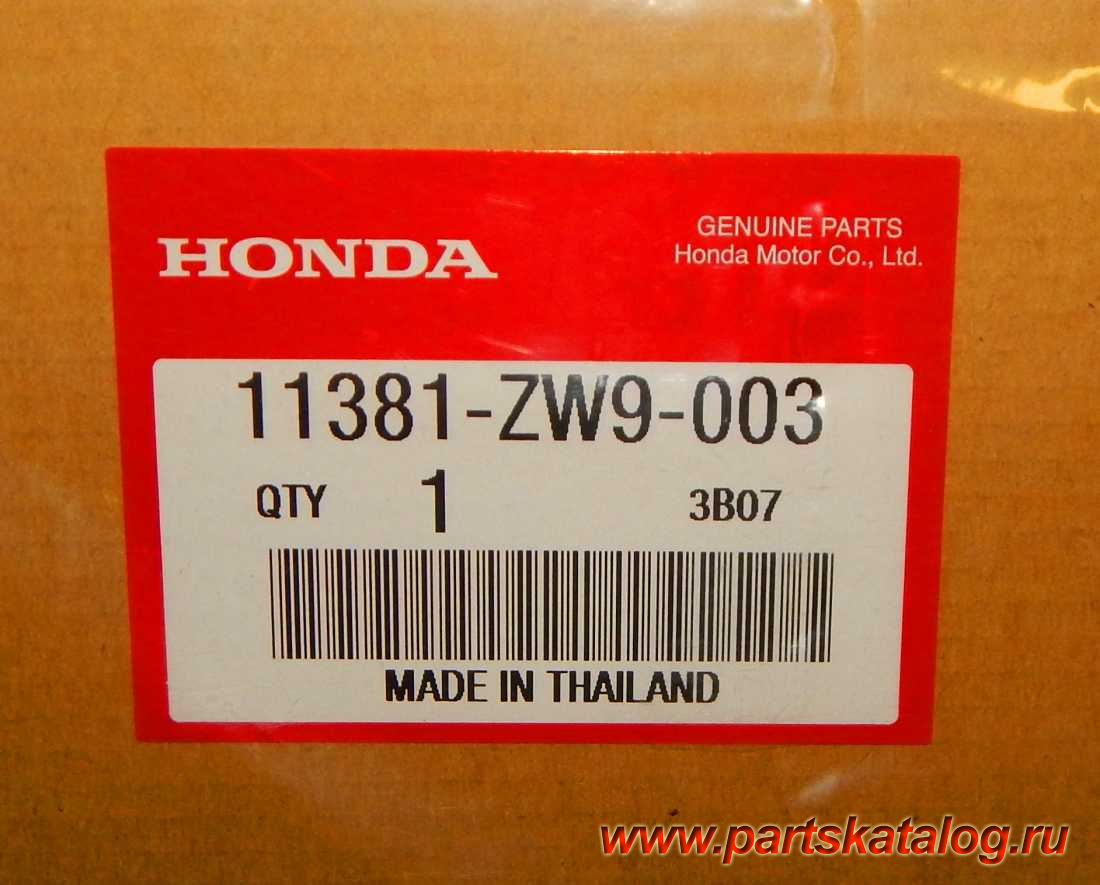 HONDA
GENUINE PARTS
Honda Motor Co., Ltd.
11381-ZW9-003
QTY 1 3B07
MADE IN THAILAND
www.partskatalog.ru